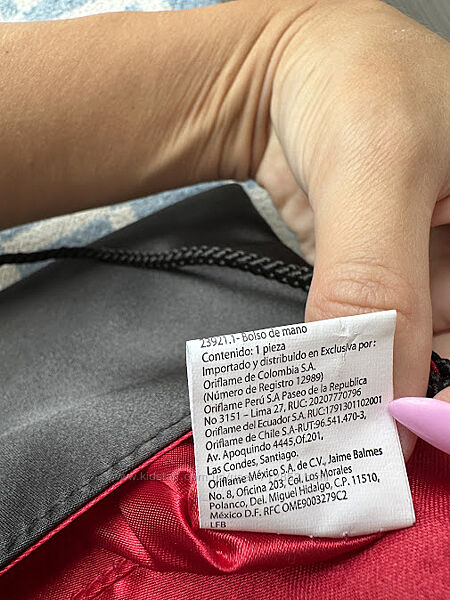 23921.1- Bolso de mano
Contenido: 1 pieza
Importado y distribuido en Exclusiva por:
Oriflame de Colombia S.A.
(Número de Registro 12989)
Oriflame Perú S.A Paseo de la Republica
No 3151 – Lima 27, RUC: 20207770796
Oriflame del Ecuador S.A. RUC:1791301102001
Oriflame de Chile S.A-RUT:96.541.470-3,
Av. Apoquindo 4445,Of.201,
Las Condes, Santiago.
Oriflame México S.A. de C.V., Jaime Balmes
No. 8, Oficina 203, Col. Los Morales
Polanco, Del. Miguel Hidalgo, C.P. 11510,
México D.F. RFC OME9003279C2
LFB